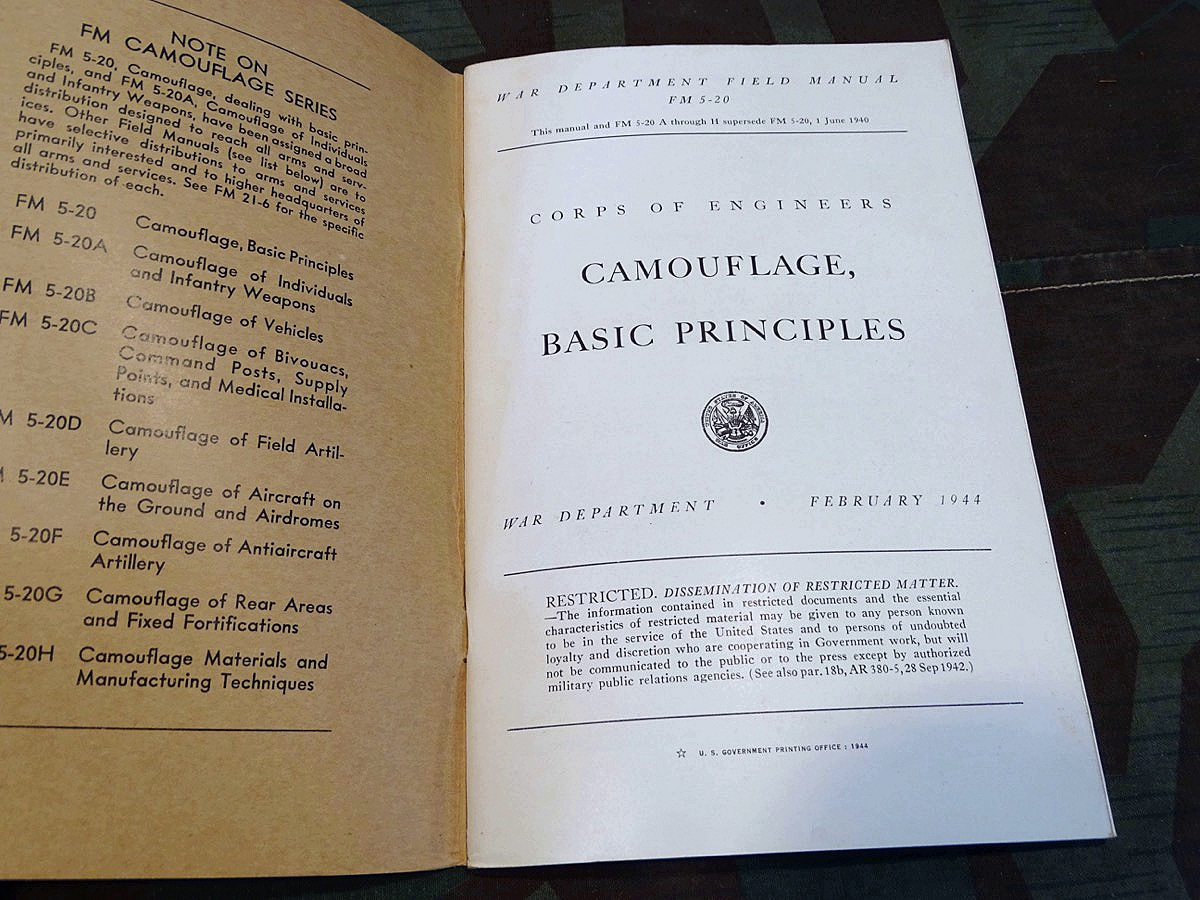 NOTE ON
FM CAMOUFLAGE SERIES
FM 5-20, Camouflage, dealing with basic prin-
ciples, and FM 5-20A, Camouflage of Individuals
and Infantry Weapons, have been assigned a broad
distribution designed to reach all arms and serv-
ices. Other Field Manuals (see list below) are to
have selective distributions to arms and services
primarily interested and to higher headquarters of
all arms and services. See FM 21-6 for the specific
distribution of each.
FM 5-20 Camouflage, Basic Principles
FM 5-20A Camouflage of Individuals
and Infantry Weapons
FM 5-20B Camouflage of Vehicles
FM 5-20C Camouflage of Bivouacs,
Command Posts, Supply
Points, and Medical Installa-
tions
M 5-20D Camouflage of Field Artil-
lery
5-20E Camouflage of Aircraft on
the Ground and Airdromes
5-20F Camouflage of Antiaircraft
Artillery
5-20G Camouflage of Rear Areas
and Fixed Fortifications
5-20H Camouflage Materials and
Manufacturing Techniques
WAR DEPARTMENT FIELD MANUAL
FM 5-20
This manual and FM 5-20 A through H supersede FM 5-20, 1 June 1940
CORPS OF ENGINEERS
CAMOUFLAGE,
BASIC PRINCIPLES
WAR DEPARTMENT • FEBRUARY 1944
RESTRICTED. DISSEMINATION OF RESTRICTED MATTER.
—The information contained in restricted documents and the essential
characteristics of restricted material may be given to any person known
to be in the service of the United States and to persons of undoubted
loyalty and discretion who are cooperating in Government work, but will
not be communicated to the public or to the press except by authorized
military public relations agencies. (See also par. 18b, AR 380-5, 28 Sep 1942.)
☆ U. S. GOVERNMENT PRINTING OFFICE : 1944